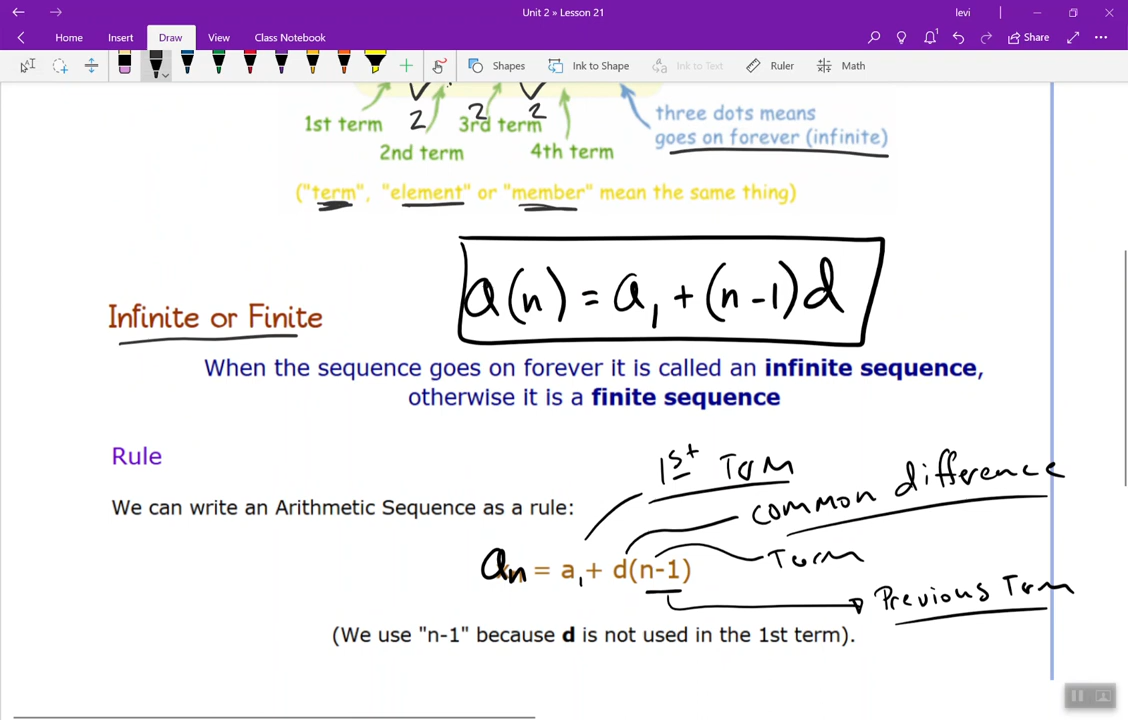 Unit 2 » Lesson 21
levi
Home Insert Draw View Class Notebook
Share
Shapes Ink to Shape Ink to Text Ruler Math
2 2 2
1st term 3rd term
2nd term 4th term
three dots means
goes on forever (infinite)
("term", "element" or "member" mean the same thing)
a(n) = a₁ + (n-1)d
Infinite or Finite
When the sequence goes on forever it is called an infinite sequence,
otherwise it is a finite sequence
Rule
1st Term
common difference
We can write an Arithmetic Sequence as a rule:
Term
an = a₁ + d(n-1)
Previous Term
(We use "n-1" because d is not used in the 1st term).